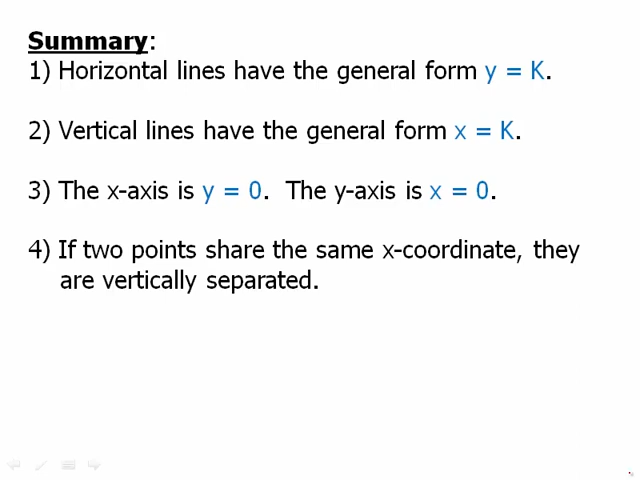 Summary:
1) Horizontal lines have the general form y = K.
2) Vertical lines have the general form x = K.
3) The x-axis is y = 0. The y-axis is x = 0.
4) If two points share the same x-coordinate, they
are vertically separated.